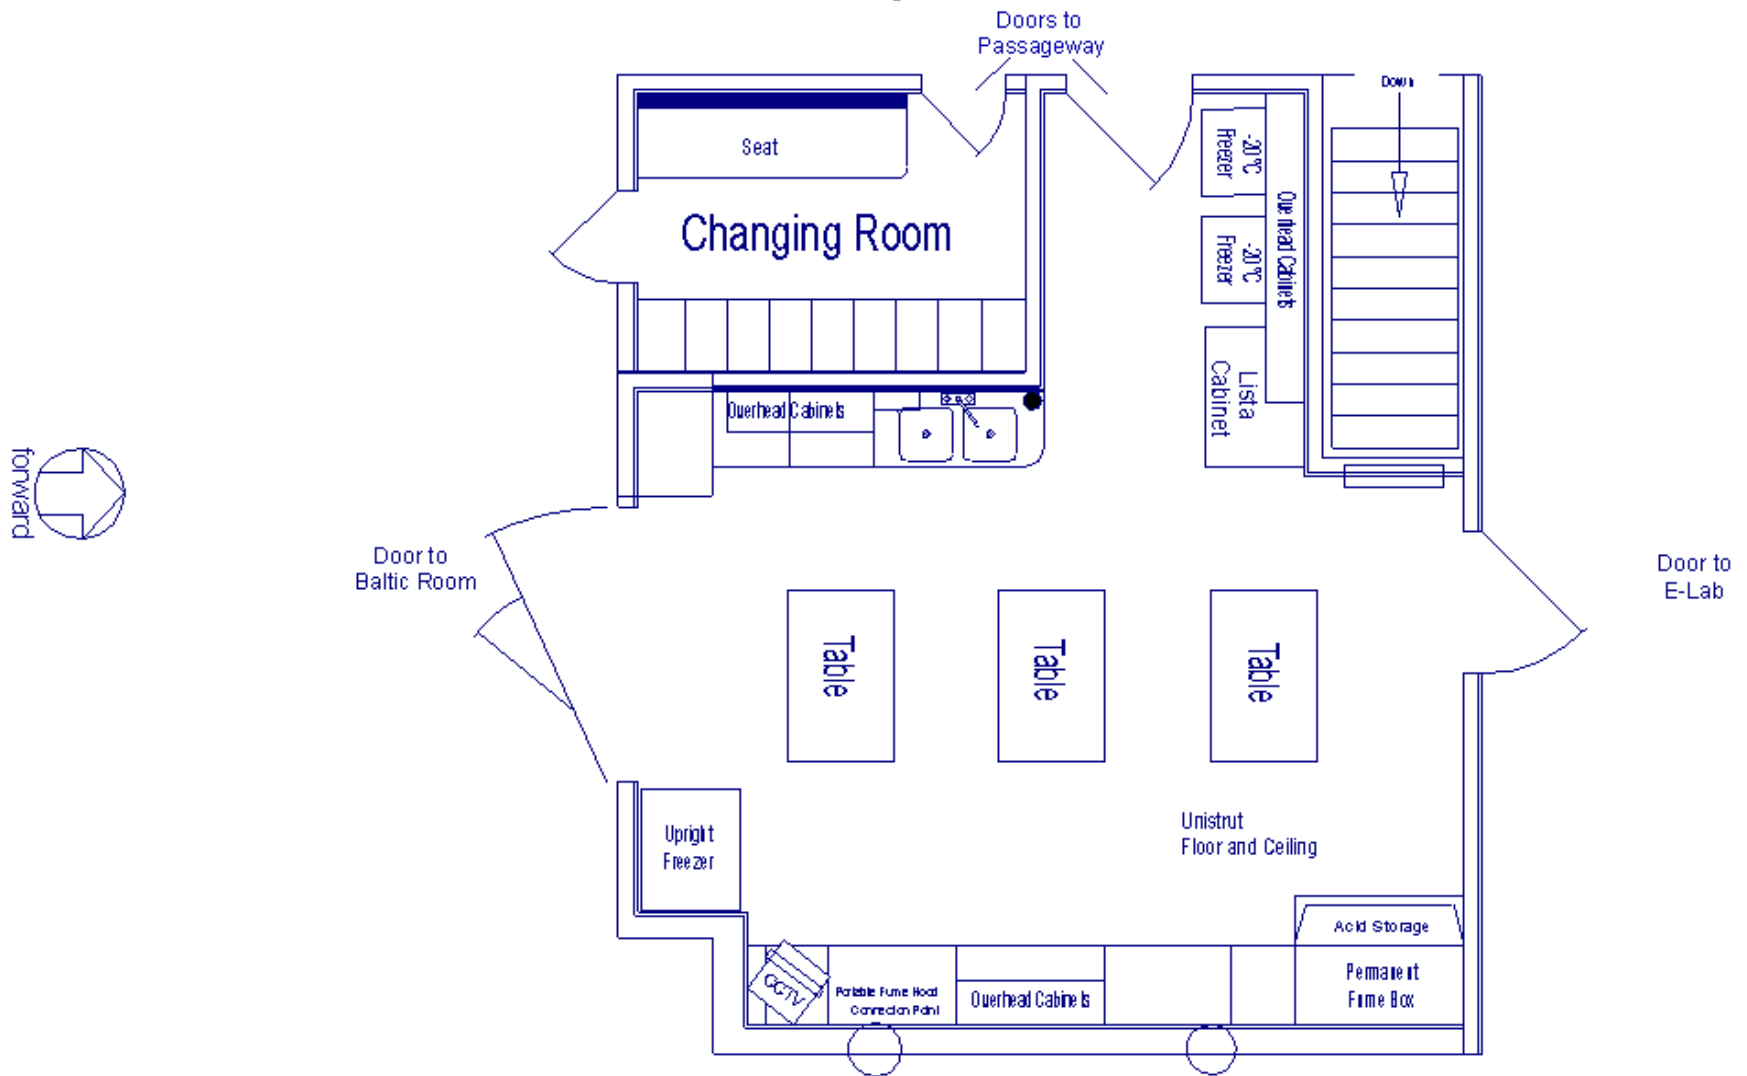 Doors to
Passageway
Down
Seat
-20°C
Freezer
Overhead Cabinets
Changing Room
-20°C
Freezer
Lista
Cabinet
Overhead Cabinets
forward
Door to
Baltic Room
Door to
E-Lab
Table
Table
Table
Unistrut
Floor and Ceiling
Upright
Freezer
Acid Storage
CCTV
Portable Fume Hood
Connection Point
Overhead Cabinets
Permanent
Fume Box